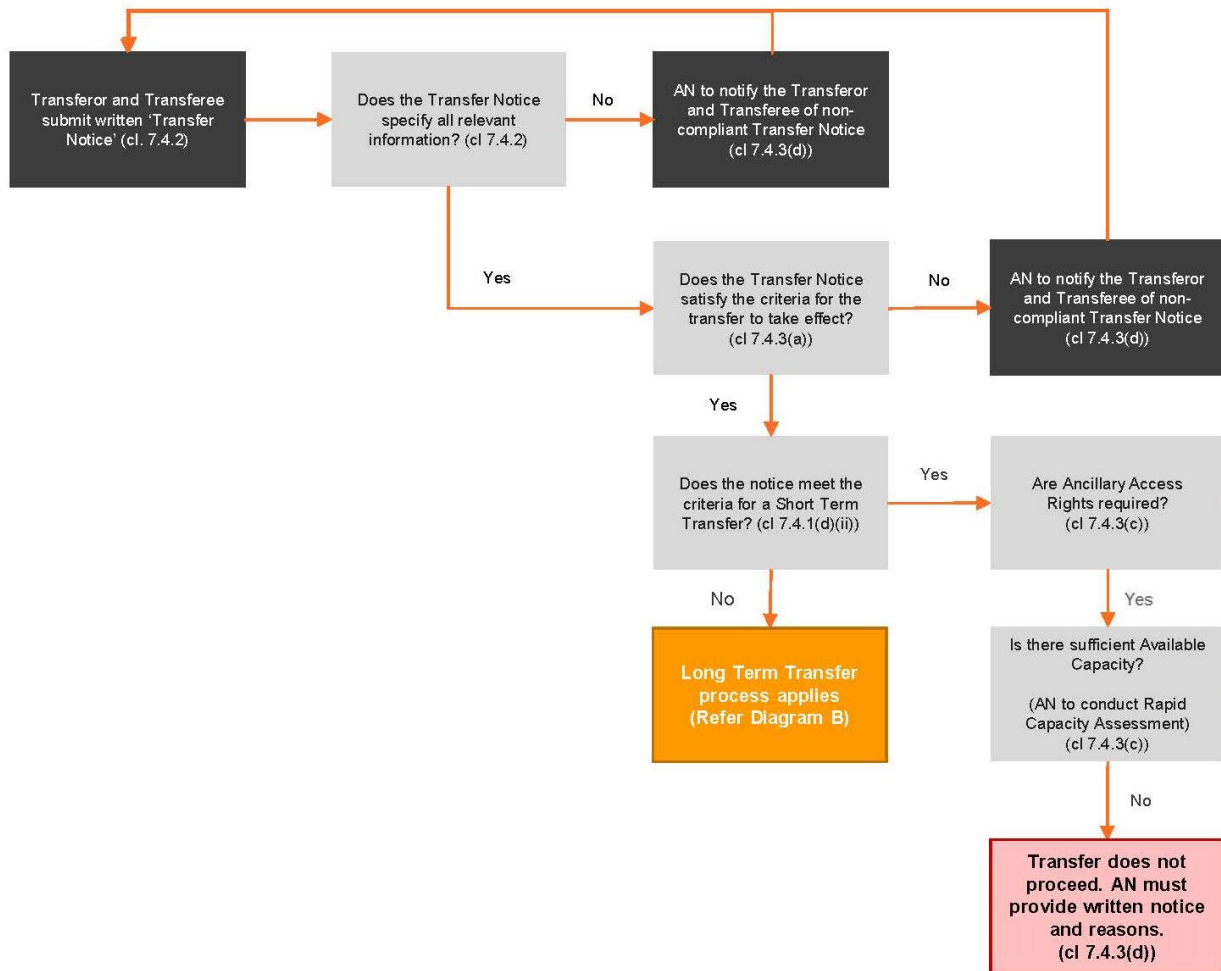 Transferor and Transferee
submit written ‘Transfer
Notice’ (cl. 7.4.2)
Does the Transfer Notice
specify all relevant
information? (cl 7.4.2)
No
AN to notify the Transferor
and Transferee of non-
compliant Transfer Notice
(cl 7.4.3(d))
Yes
Does the Transfer Notice
satisfy the criteria for the
transfer to take effect?
(cl 7.4.3(a))
No
AN to notify the Transferor
and Transferee of non-
compliant Transfer Notice
(cl 7.4.3(d))
Yes
Does the notice meet the
criteria for a Short Term
Transfer? (cl 7.4.1(d)(ii))
Yes
Are Ancillary Access
Rights required?
(cl 7.4.3(c))
No
Yes
Long Term Transfer
process applies
(Refer Diagram B)
Is there sufficient Available
Capacity?
(AN to conduct Rapid
Capacity Assessment)
(cl 7.4.3(c))
No
Transfer does not
proceed. AN must
provide written notice
and reasons.
(cl 7.4.3(d))